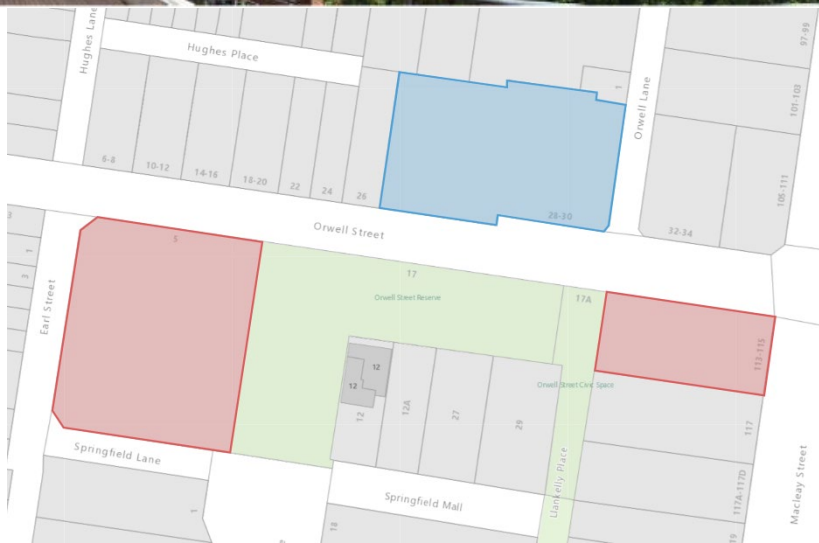 Hughes Lane
Hughes Place
97-99
101-103
1
Orwell Lane
105-111
6-8
10-12
14-16
18-20
22
24
26
28-30
32-34
Orwell Street
3
1
3
5
Earl Street
17
Orwell Street Reserve
17A
113-115
12
12
12
12A
27
29
Orwell Street Civic Space
Llankelly Place
117
117A-117D
Macleay Street
Springfield Lane
1
Springfield Mall
18